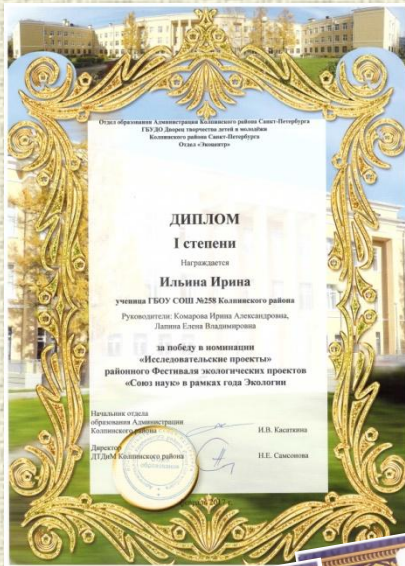 Отдел образования Администрации Колпинского района Санкт-Петербурга
ГБУДО Дворец творчества детей и молодёжи
Колпинского района Санкт-Петербурга
Отдел «Экоцентр»
ДИПЛОМ
I степени
Награждается
Ильина Ирина
ученица ГБОУ СОШ №258 Колпинского района
Руководители: Комарова Ирина Александровна,
Лапина Елена Владимировна
за победу в номинации
«Исследовательские проекты»
районного Фестиваля экологических проектов
«Союз наук» в рамках года Экологии
Начальник отдела
образования Администрации
Колпинского района И.В. Касаткина
Директор
ДТДиМ Колпинского района Н.Е. Самсонова